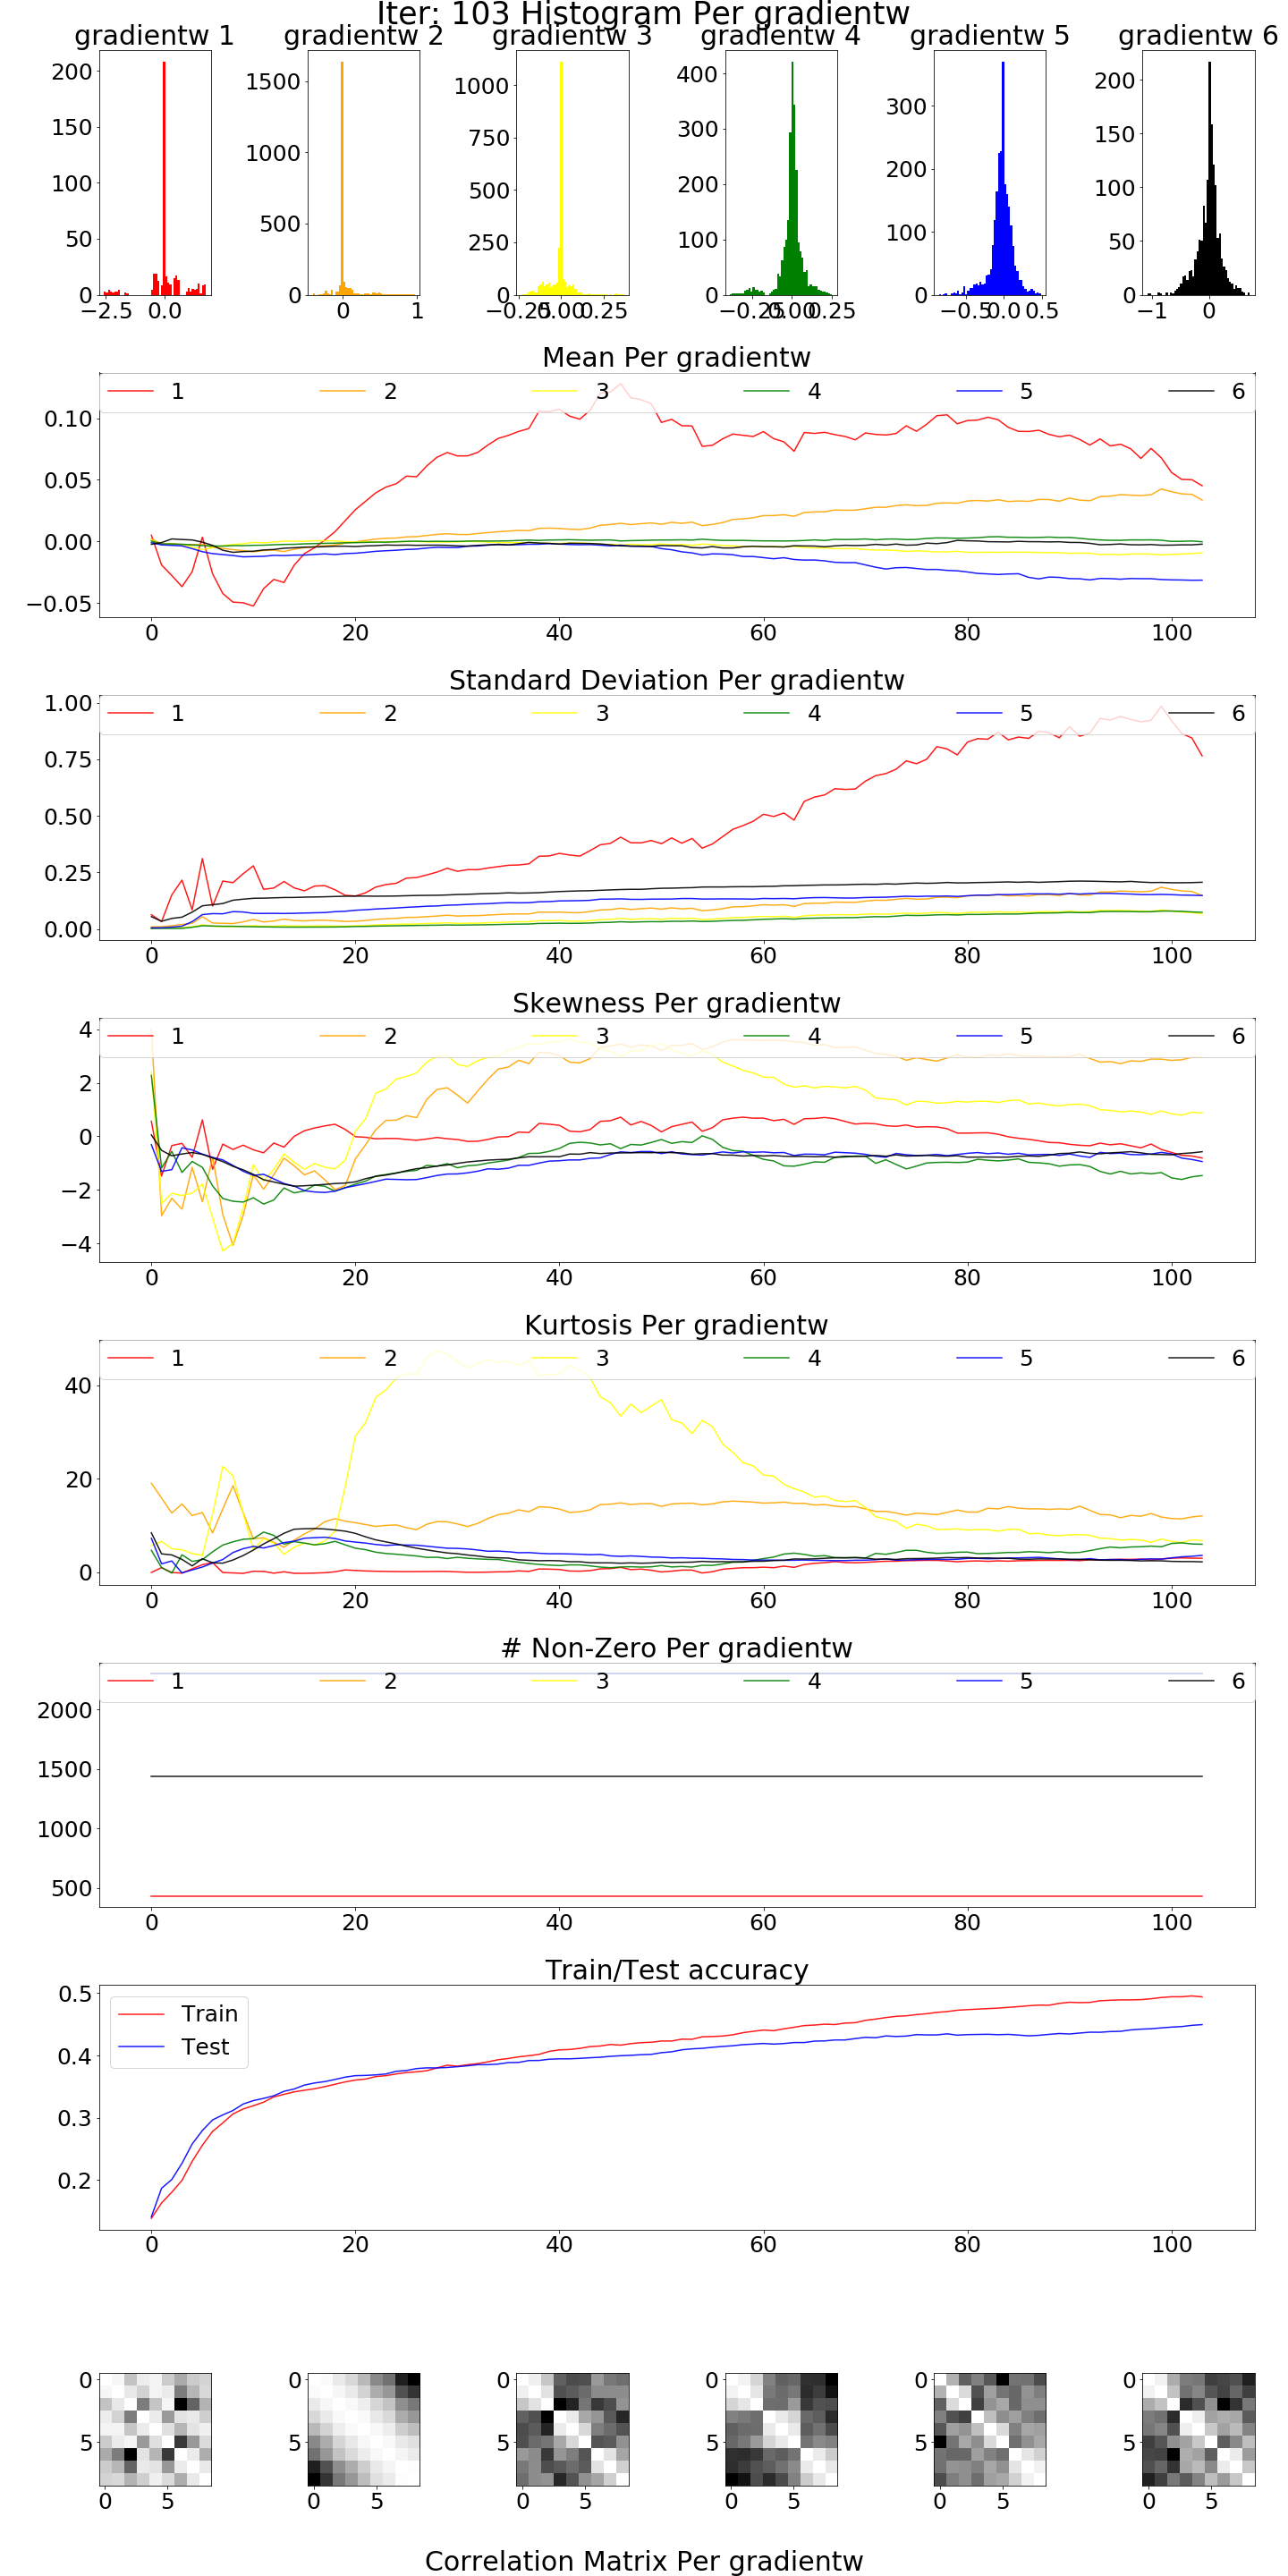 Iter: 103 Histogram Per gradientw
gradientw 1 gradientw 2 gradientw 3 gradientw 4 gradientw 5 gradientw 6
200 150 100 50 0
−2.5 0.0
1500 1000 500 0
0 1
1000 750 500 250 0
−0.25 0.00 0.25
400 300 200 100 0
−0.25 0.00 0.25
300 200 100 0
−0.5 0.0 0.5
200 150 100 50 0
−1 0
Mean Per gradientw
1 2 3 4 5 6
0.10
0.05
0.00
−0.05
0 20 40 60 80 100
Standard Deviation Per gradientw
1 2 3 4 5 6
1.00
0.75
0.50
0.25
0.00
0 20 40 60 80 100
Skewness Per gradientw
1 2 3 4 5 6
4
2
0
−2
−4
0 20 40 60 80 100
Kurtosis Per gradientw
1 2 3 4 5 6
40
20
0
0 20 40 60 80 100
# Non-Zero Per gradientw
1 2 3 4 5 6
2000
1500
1000
500
0 20 40 60 80 100
Train/Test accuracy
Train
Test
0.5
0.4
0.3
0.2
0 20 40 60 80 100
0 0 0 0 0 0
5 5 5 5 5 5
0 5 0 5 0 5 0 5 0 5 0 5
Correlation Matrix Per gradientw